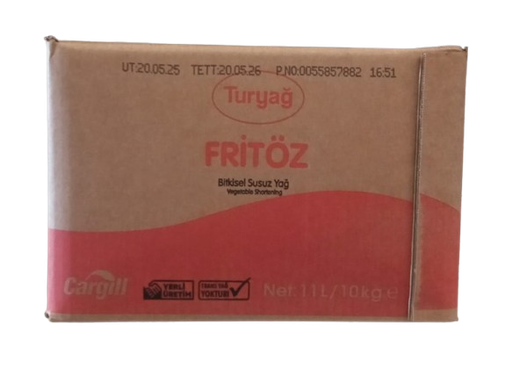 UT:20.05.25 TETT:20.05.26 P.NO:0055857882 16:51
Turyağ
FRİTÖZ
Bitkisel Susuz Yağ
Vegetable Shortening
Cargill
YERLİ
ÜRETİM
TRANS YAĞ
YOKTUR!
Net: 11L/10kg e